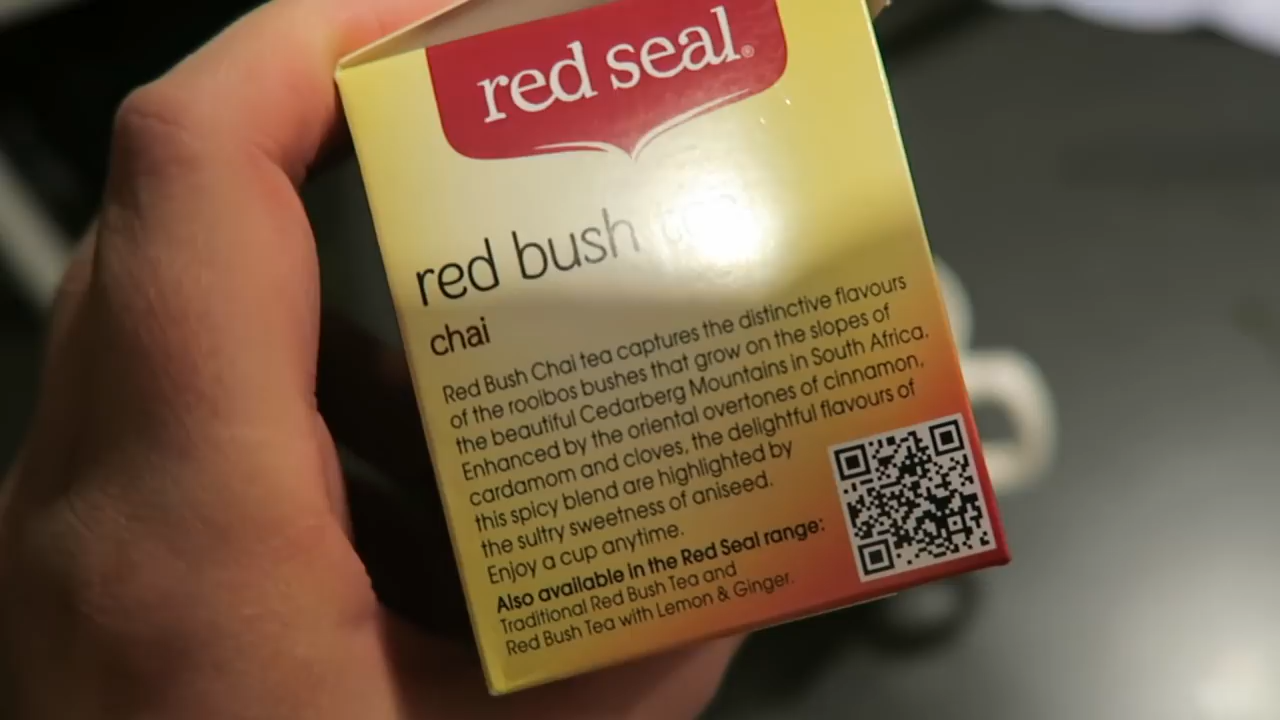 red seal®
red bush
chai
Red Bush Chai tea captures the distinctive flavours
of the rooibos bushes that grow on the slopes of
the beautiful Cedarberg Mountains in South Africa.
Enhanced by the oriental overtones of cinnamon,
cardamom and cloves, the delightful flavours of
this spicy blend are highlighted by
the sultry sweetness of aniseed.
Enjoy a cup anytime.
Also available in the Red Seal range:
Traditional Red Bush Tea and
Red Bush Tea with Lemon & Ginger.